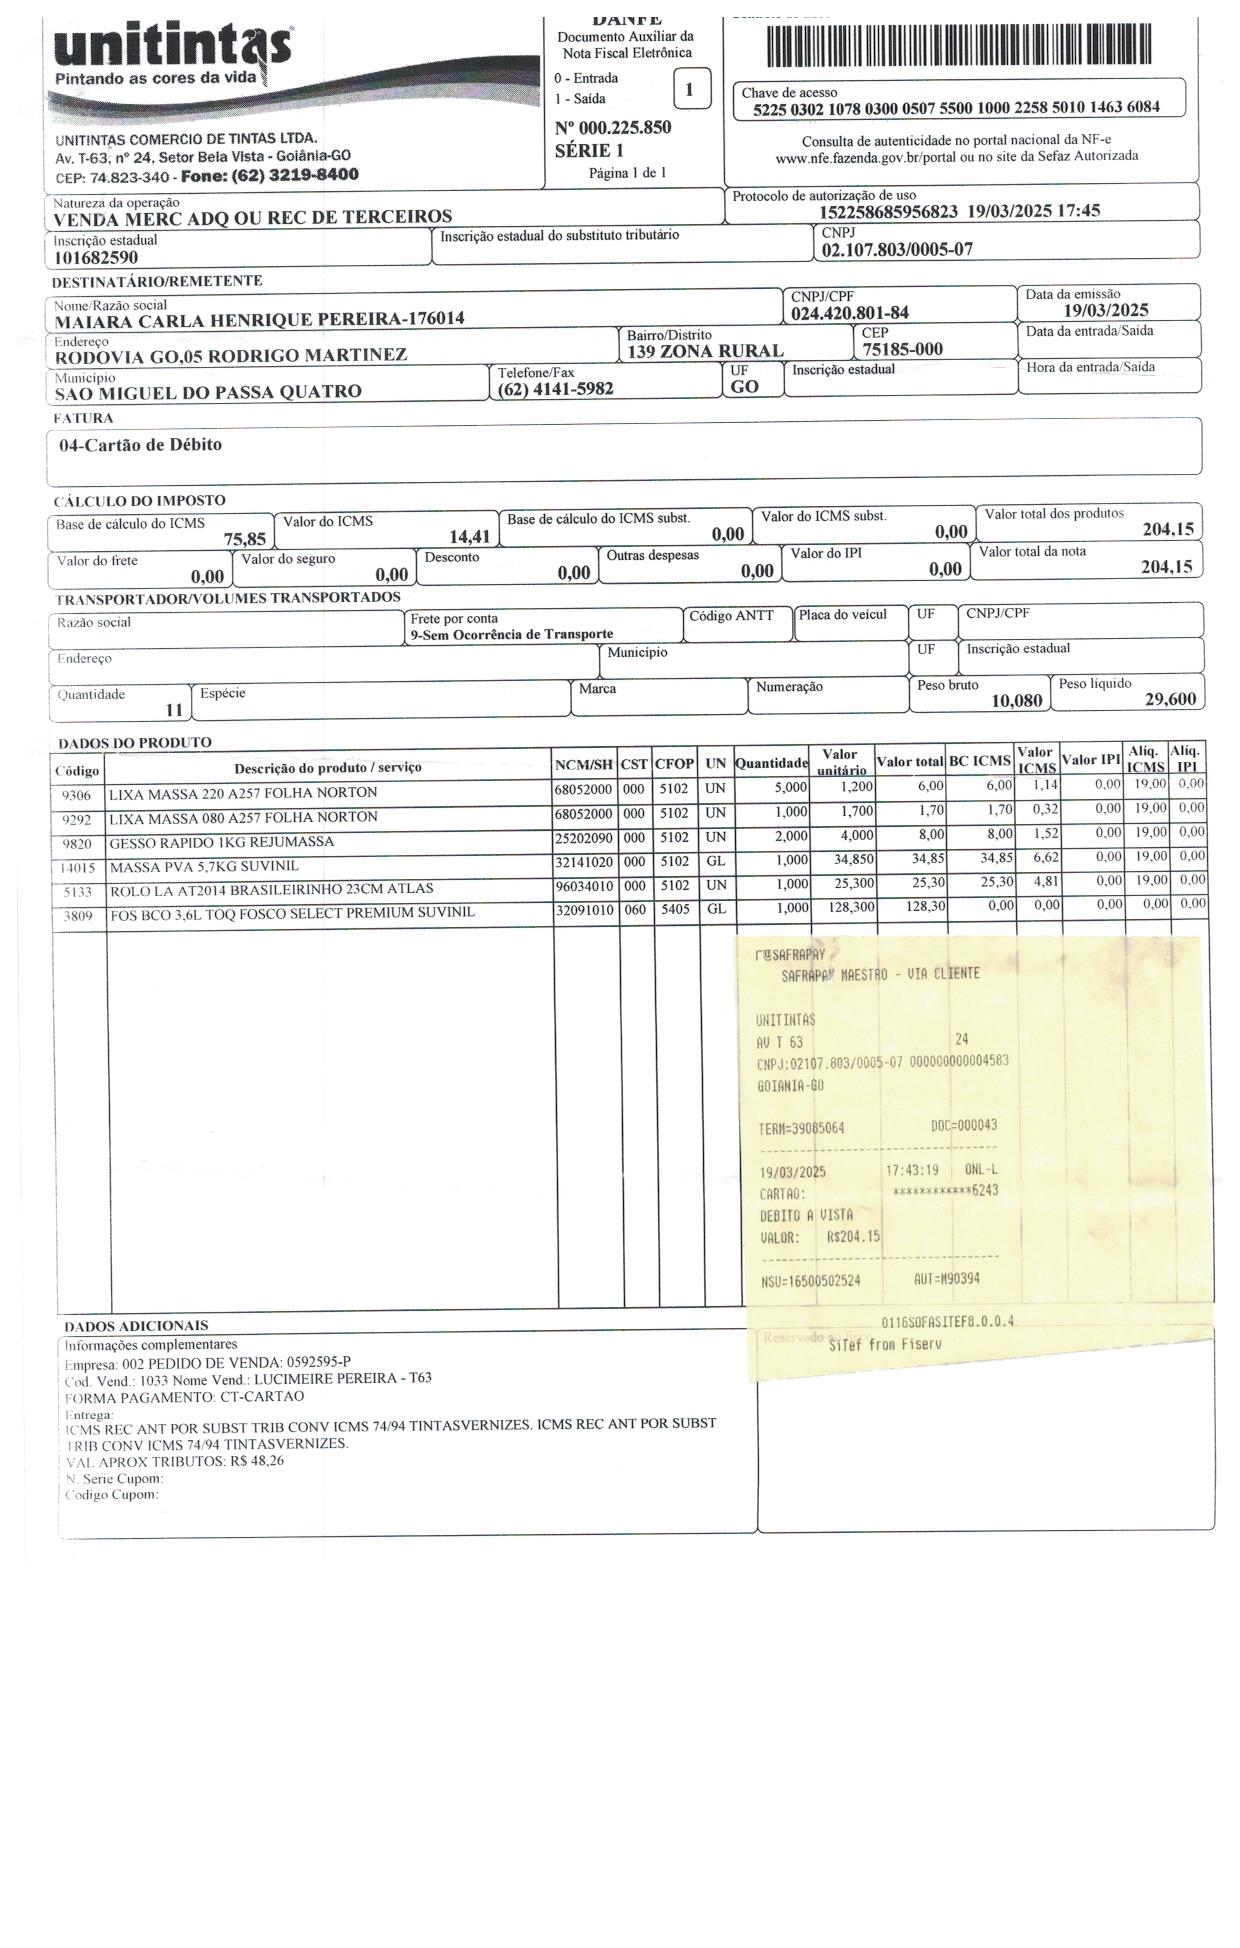 unitintas
Pintando as cores da vida
UNITINTAS COMERCIO DE TINTAS LTDA.
Av. T-63, nº 24, Setor Bela Vista - Goiânia-GO
CEP: 74.823-340 - Fone: (62) 3219-8400
DANFE
Documento Auxiliar da
Nota Fiscal Eletrônica
0 - Entrada
1 - Saída
1
Nº 000.225.850
SÉRIE 1
Página 1 de 1
Chave de acesso
5225 0302 1078 0300 0507 5500 1000 2258 5010 1463 6084
Consulta de autenticidade no portal nacional da NF-e
www.nfe.fazenda.gov.br/portal ou no site da Sefaz Autorizada
Natureza da operação
VENDA MERC ADQ OU REC DE TERCEIROS
Protocolo de autorização de uso
152258685956823 19/03/2025 17:45
Inscrição estadual
101682590
Inscrição estadual do substituto tributário
CNPJ
02.107.803/0005-07
DESTINATÁRIO/REMETENTE
Nome/Razão social
MAIARA CARLA HENRIQUE PEREIRA-176014
CNPJ/CPF
024.420.801-84
Data da emissão
19/03/2025
Endereço
RODOVIA GO,05 RODRIGO MARTINEZ
Bairro/Distrito
139 ZONA RURAL
CEP
75185-000
Data da entrada/Saída
Município
SAO MIGUEL DO PASSA QUATRO
Telefone/Fax
(62) 4141-5982
UF
GO
Inscrição estadual
Hora da entrada/Saída
FATURA
04-Cartão de Débito
CÁLCULO DO IMPOSTO
Base de cálculo do ICMS
75,85
Valor do ICMS
14,41
Base de cálculo do ICMS subst.
0,00
Valor do ICMS subst.
0,00
Valor total dos produtos
204,15
Valor do frete
0,00
Valor do seguro
0,00
Desconto
0,00
Outras despesas
0,00
Valor do IPI
0,00
Valor total da nota
204,15
TRANSPORTADOR/VOLUMES TRANSPORTADOS
Razão social
Frete por conta
9-Sem Ocorrência de Transporte
Código ANTT
Placa do veícul
UF
CNPJ/CPF
Endereço
Município
UF
Inscrição estadual
Quantidade
11
Espécie
Marca
Numeração
Peso bruto
10,080
Peso líquido
29,600
DADOS DO PRODUTO
Código Descrição do produto / serviço NCM/SH CST CFOP UN Quantidade Valor unitário Valor total BC ICMS Valor ICMS Valor IPI Alíq. ICMS Alíq. IPI
9306 LIXA MASSA 220 A257 FOLHA NORTON 68052000 000 5102 UN 5,000 1,200 6,00 6,00 1,14 0,00 19,00 0,00
9292 LIXA MASSA 080 A257 FOLHA NORTON 68052000 000 5102 UN 1,000 1,700 1,70 1,70 0,32 0,00 19,00 0,00
9820 GESSO RAPIDO 1KG REJUMASSA 25202090 000 5102 UN 2,000 4,000 8,00 8,00 1,52 0,00 19,00 0,00
14015 MASSA PVA 5,7KG SUVINIL 32141020 000 5102 GL 1,000 34,850 34,85 34,85 6,62 0,00 19,00 0,00
5133 ROLO LA AT2014 BRASILEIRINHO 23CM ATLAS 96034010 000 5102 UN 1,000 25,300 25,30 25,30 4,81 0,00 19,00 0,00
3809 FOS BCO 3,6L TOQ FOSCO SELECT PREMIUM SUVINIL 32091010 060 5405 GL 1,000 128,300 128,30 0,00 0,00 0,00 0,00 0,00
SAFRAPAY
SAFRAPAY MAESTRO - VIA CLIENTE
UNITINTAS
AV T 63 24
CNPJ:02107.803/0005-07 000000000004583
GOIANIA-GO
TERM=39085064 DOC=000043
19/03/2025 17:43:19 ONL-L
CARTAO: ************6243
DEBITO A VISTA
VALOR: R$204.15
NSU=16500502524 AUT=M90394
0116SOFASITEF8.0.0.4
SiTef from Fiserv
DADOS ADICIONAIS
Informações complementares
Empresa: 002 PEDIDO DE VENDA: 0592595-P
Cod. Vend.: 1033 Nome Vend.: LUCIMEIRE PEREIRA - T63
FORMA PAGAMENTO: CT-CARTAO
Entrega:
ICMS REC ANT POR SUBST TRIB CONV ICMS 74/94 TINTASVERNIZES. ICMS REC ANT POR SUBST
TRIB CONV ICMS 74/94 TINTASVERNIZES.
VAL APROX TRIBUTOS: R$ 48,26
N. Serie Cupom:
Codigo Cupom:
Reservado ao